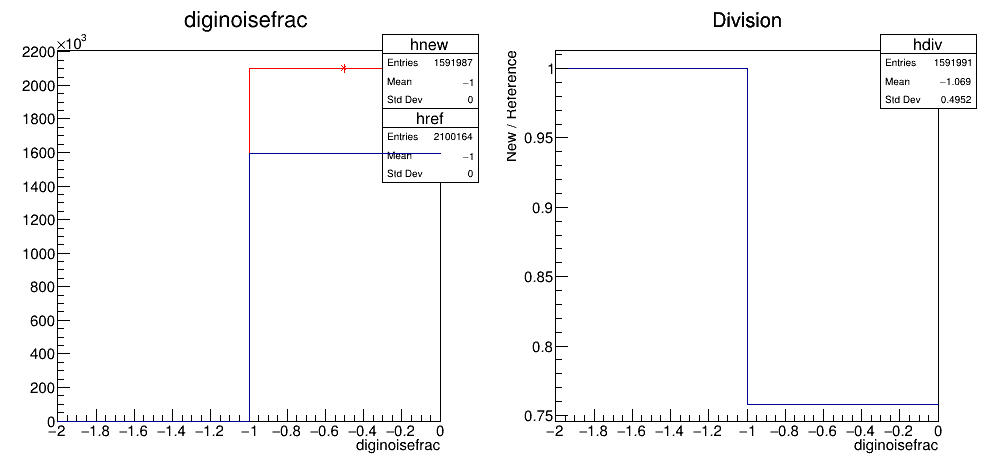 diginoisefrac
×10³
2200
2000
1800
1600
1400
1200
1000
800
600
400
200
0
−2 −1.8 −1.6 −1.4 −1.2 −1 −0.8 −0.6 −0.4 −0.2 0
diginoisefrac
hnew
Entries 1591987
Mean −1
Std Dev 0
href
Entries 2100164
Mean −1
Std Dev 0
Division
New / Reference
1
0.95
0.9
0.85
0.8
0.75
−2 −1.8 −1.6 −1.4 −1.2 −1 −0.8 −0.6 −0.4 −0.2 0
diginoisefrac
hdiv
Entries 1591991
Mean −1.069
Std Dev 0.4952